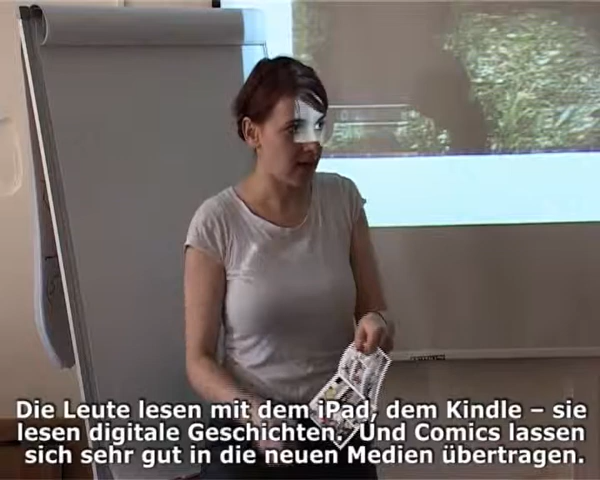 Die Leute lesen mit dem iPad, dem Kindle – sie
lesen digitale Geschichten. Und Comics lassen
sich sehr gut in die neuen Medien übertragen.